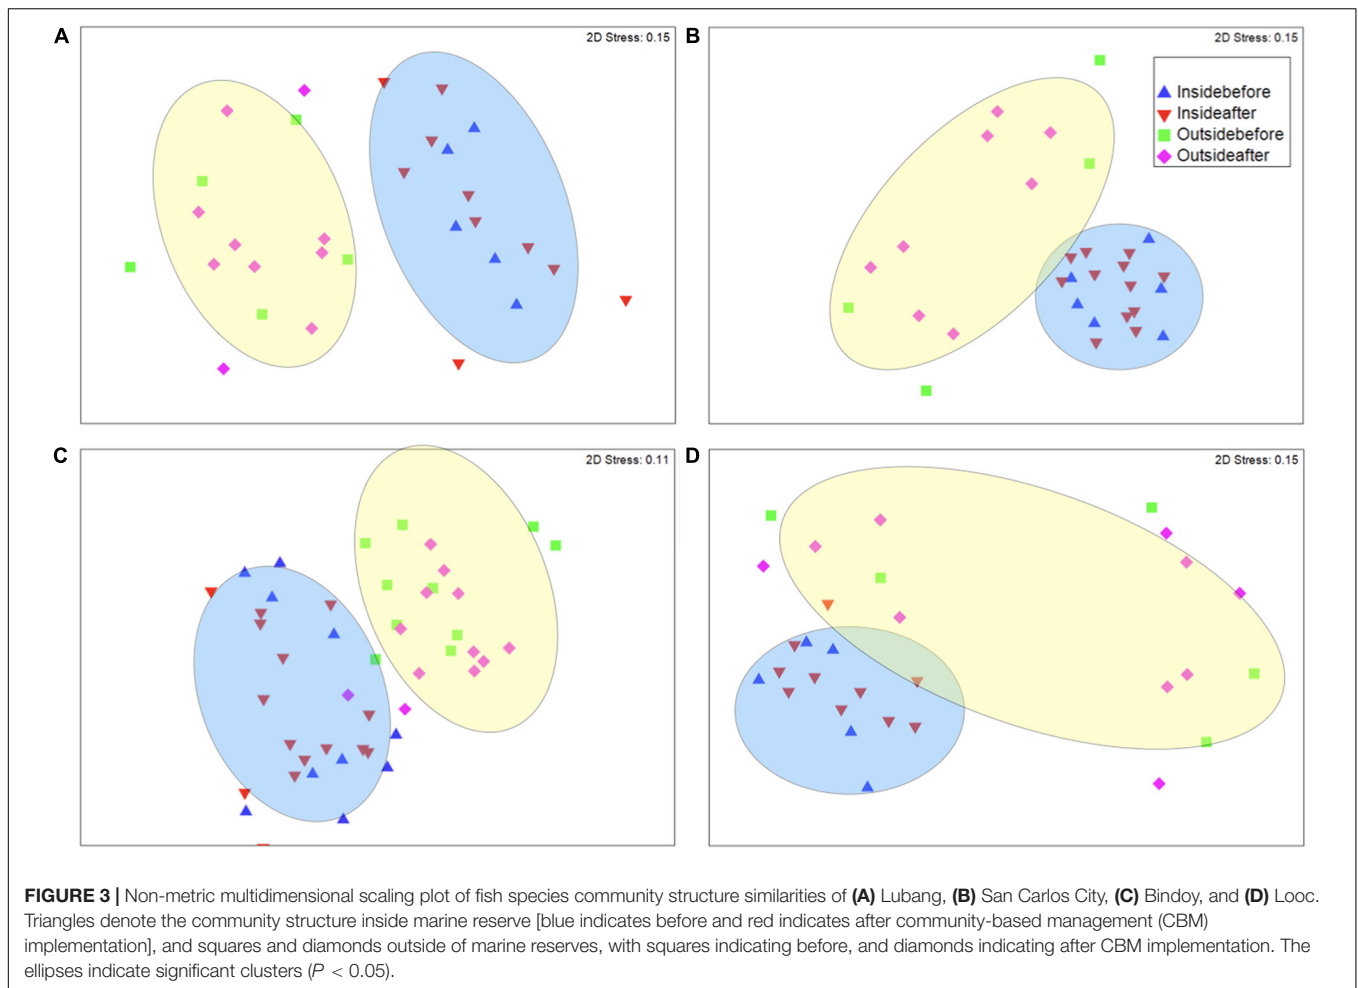 A
2D Stress: 0.15
B
2D Stress: 0.15
Insidebefore
Insideafter
Outsidebefore
Outsideafter
C
2D Stress: 0.11
D
2D Stress: 0.15
FIGURE 3 | Non-metric multidimensional scaling plot of fish species community structure similarities of (A) Lubang, (B) San Carlos City, (C) Bindoy, and (D) Looc.
Triangles denote the community structure inside marine reserve [blue indicates before and red indicates after community-based management (CBM)
implementation], and squares and diamonds outside of marine reserves, with squares indicating before, and diamonds indicating after CBM implementation. The
ellipses indicate significant clusters (P < 0.05).